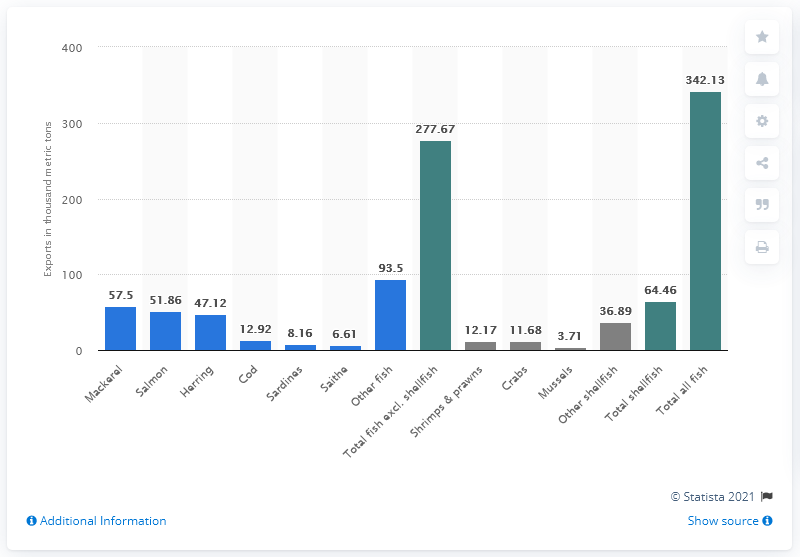 400
300
200
100
0
Exports in thousand metric tons
57.5
51.86
47.12
12.92
8.16
6.61
93.5
277.67
12.17
11.68
3.71
36.89
64.46
342.13
Mackerel
Salmon
Herring
Cod
Sardines
Saithe
Other fish
Total fish excl. shellfish
Shrimps & prawns
Crabs
Mussels
Other shellfish
Total shellfish
Total all fish
© Statista 2021
Additional Information
Show source